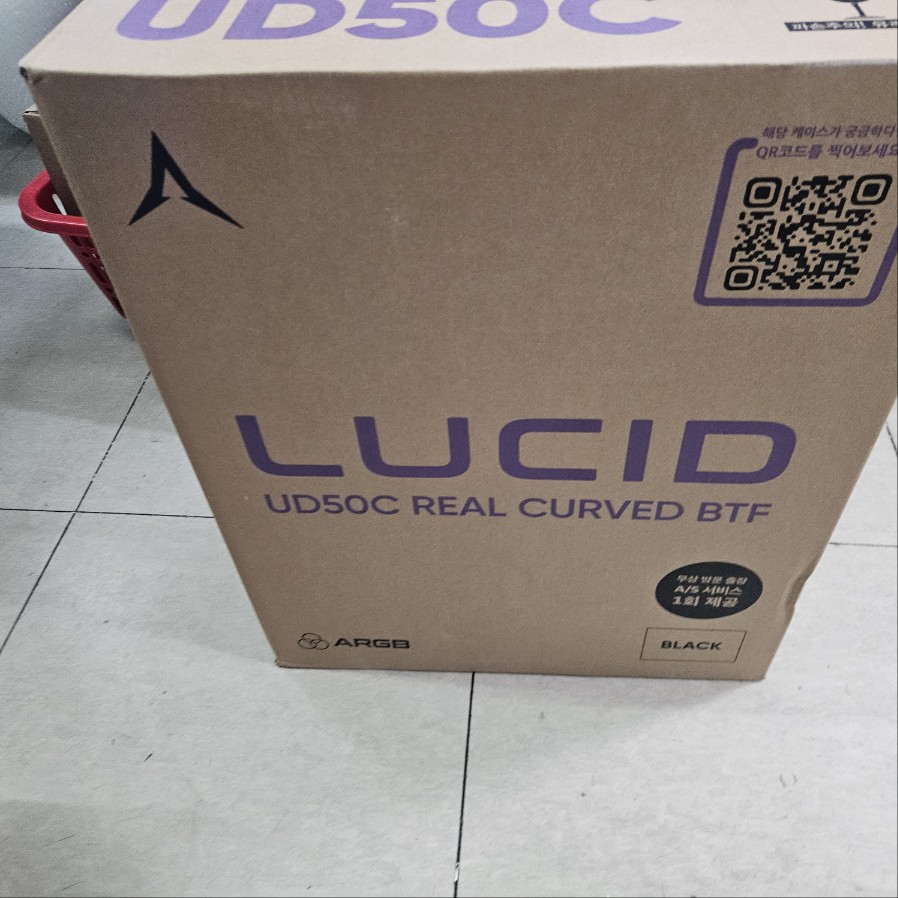 UD50C
해당 케이스가 궁금하다
QR코드를 찍어보세요
LUCID
UD50C REAL CURVED BTF
무상 방문 출장
A/S 서비스
1회 제공
ARGB
BLACK